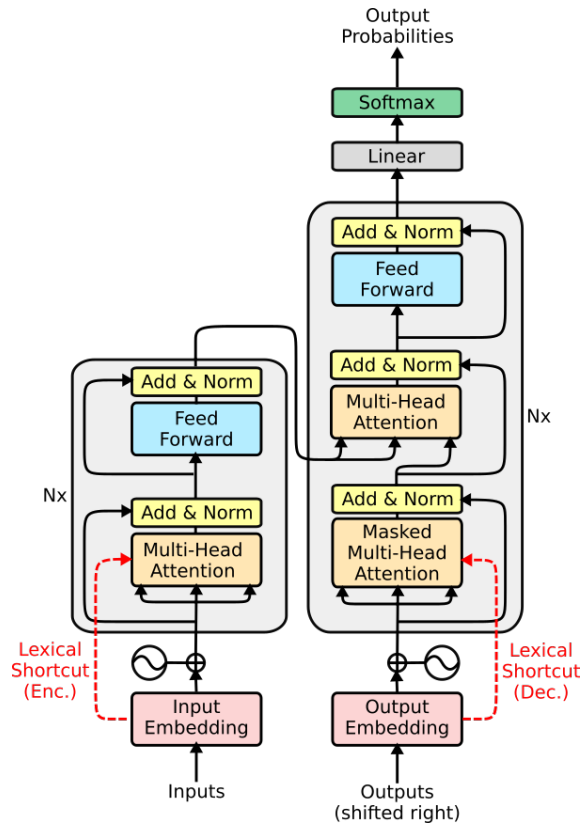 Output
Probabilities
Softmax
Linear
Add & Norm
Feed
Forward
Add & Norm
Multi-Head
Attention
Nx
Add & Norm
Masked
Multi-Head
Attention
Add & Norm
Feed
Forward
Nx
Add & Norm
Multi-Head
Attention
Lexical
Shortcut
(Enc.)
Lexical
Shortcut
(Dec.)
Input
Embedding
Output
Embedding
Inputs
Outputs
(shifted right)